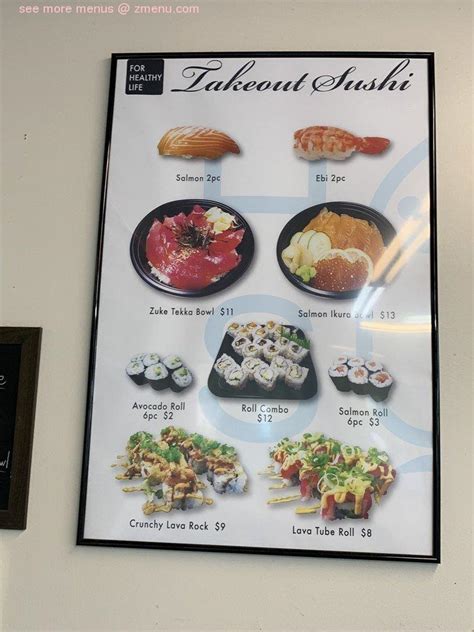 see more menus @ zmenu.com
FOR
HEALTHY
LIFE
Takeout Sushi
Salmon 2pc
Ebi 2pc
Zuke Tekka Bowl $11
Salmon Ikura Bowl $13
Avocado Roll
6pc $2
Roll Combo
$12
Salmon Roll
6pc $3
Crunchy Lava Rock $9
Lava Tube Roll $8